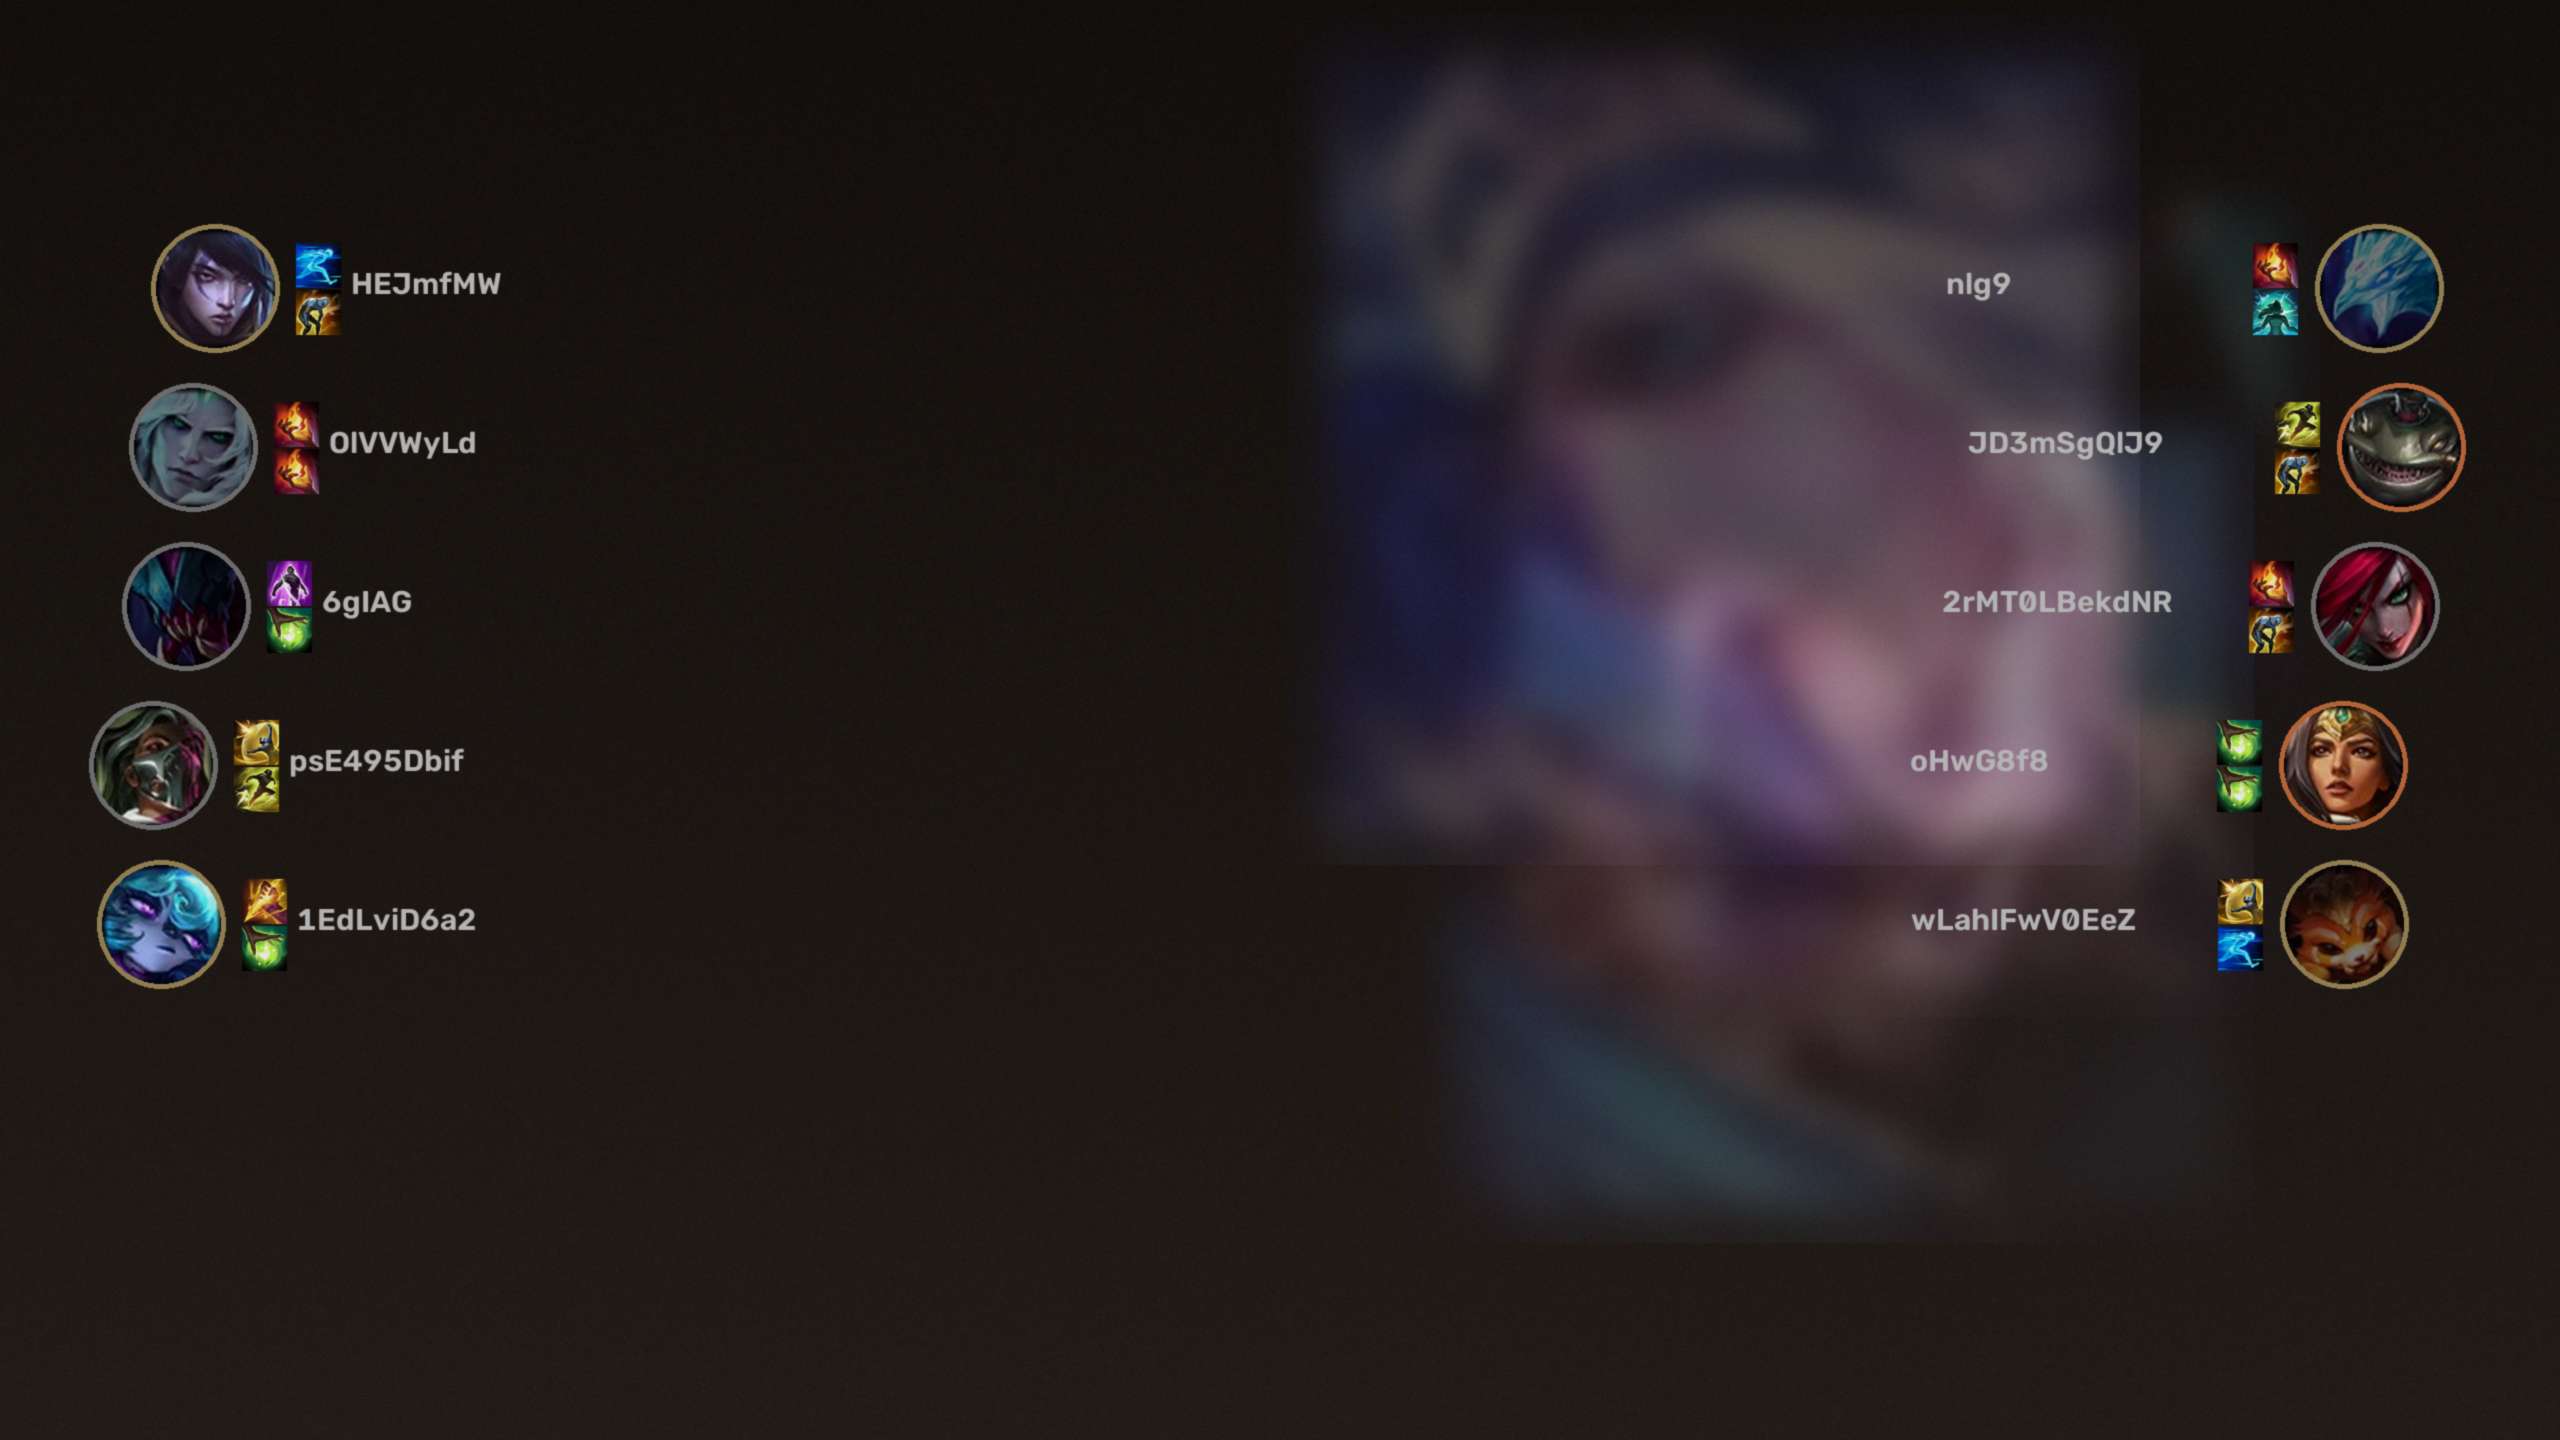 HEJmfMW
nlg9
OlVVWyLd
JD3mSgQlJ9
6glAG
2rMT0LBekdNR
psE495Dbif
oHwG8f8
1EdLviD6a2
wLahlFwV0EeZ